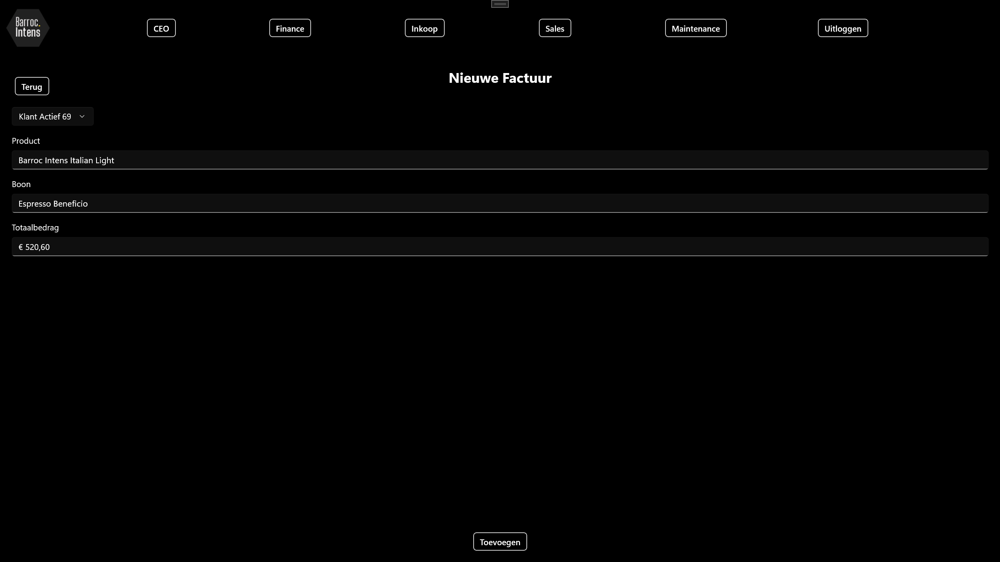 Barroc.
Intens
CEO
Finance
Inkoop
Sales
Maintenance
Uitloggen
Nieuwe Factuur
Terug
Klant Actief 69
Product
Barroc Intens Italian Light
Boon
Espresso Beneficio
Totaalbedrag
€ 520,60
Toevoegen